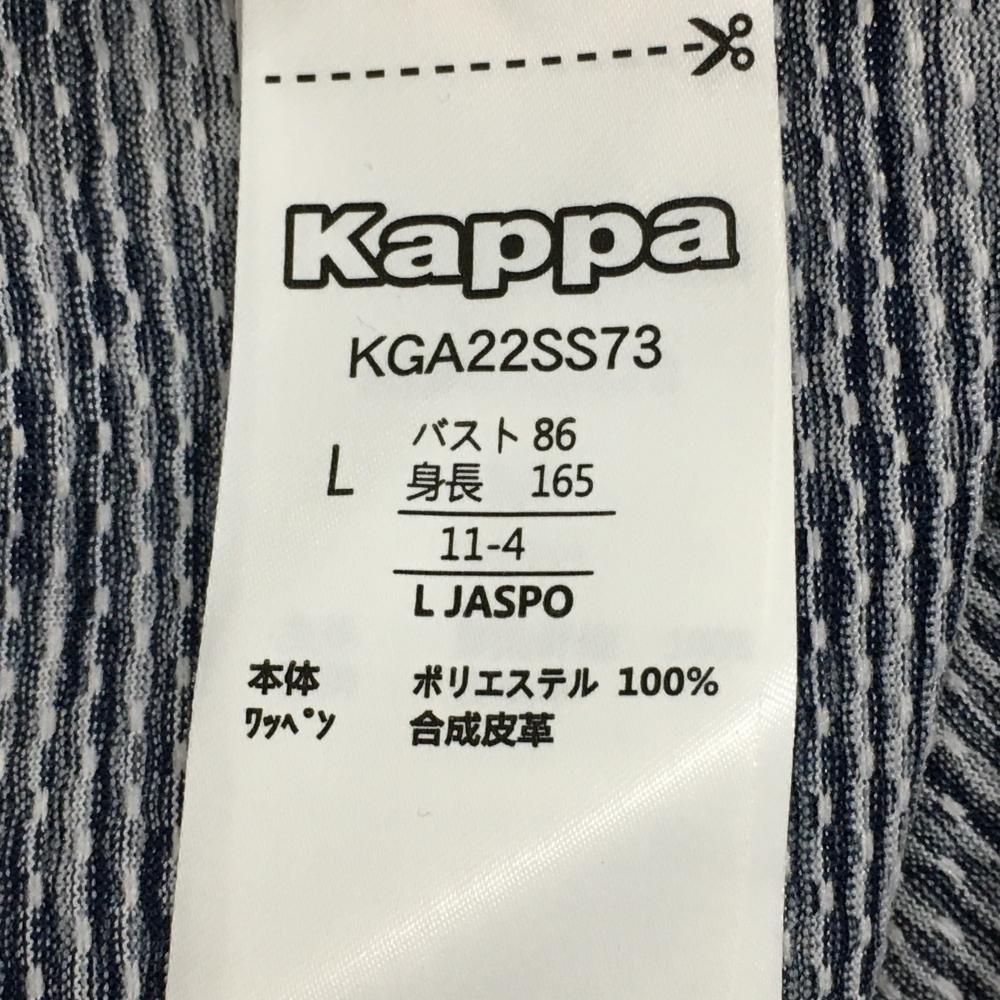 Kappa
KGA22SS73
L
バスト 86
身長 165
11-4
L JASPO
本体 ポリエステル 100%
ﾜｯﾍﾟﾝ 合成皮革